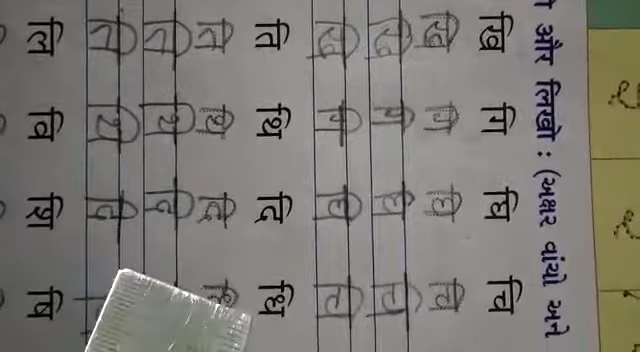 और लिखो : (અક્ષર વાંચો અને
खि गि घि चि
खि गि घि चि
खि गि घि चि
खि गि घि चि
ति थि दि धि
ति थि दि धि
ति थि दि
ति थि दि
लि वि शि षि